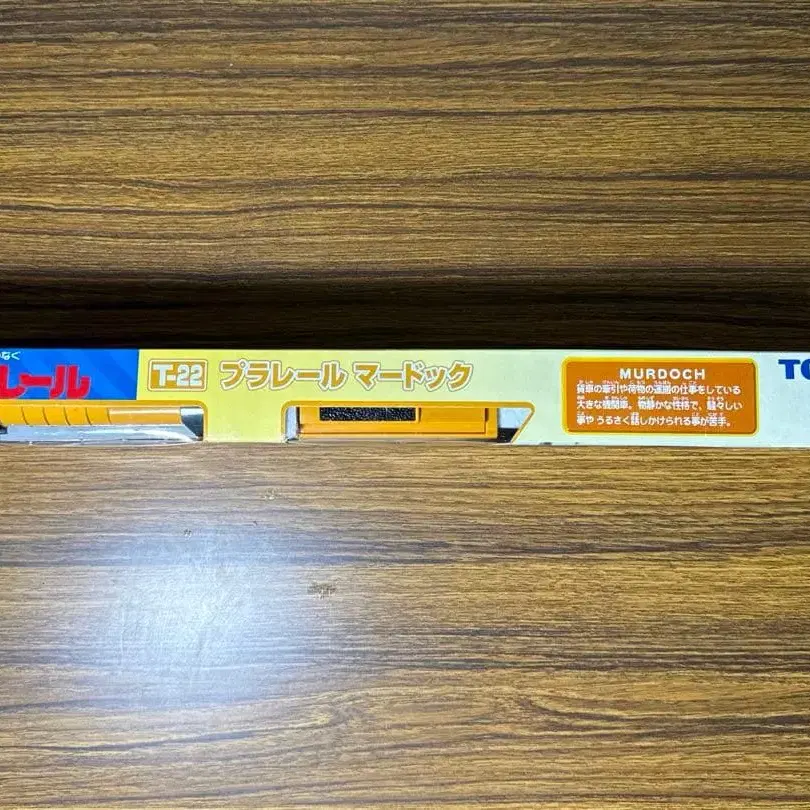 なぐ
レール
T-22 プラレール マードック
MURDOCH
貨車の牽引や荷物の運搬の仕事をしている
大きな機関車。物静かな性格で、騒々しい
事や うるさく話しかけられる事が苦手。
TO